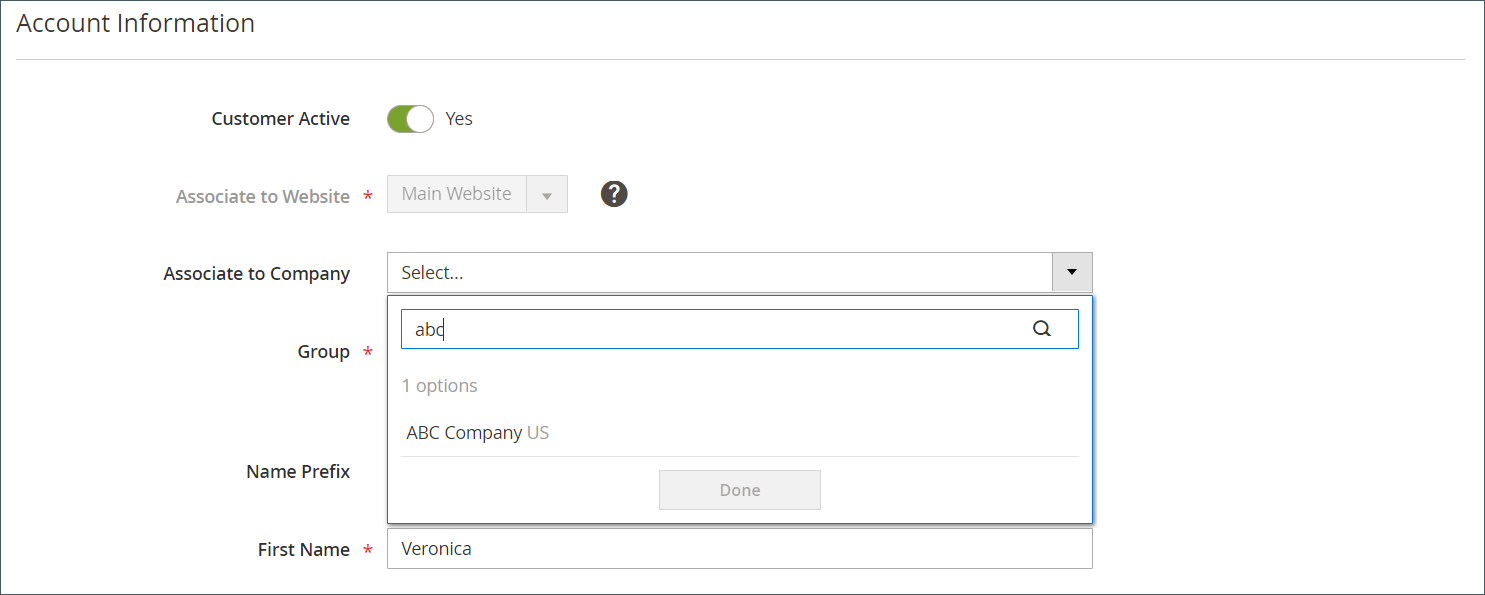 Account Information
Customer Active Yes
Associate to Website * Main Website ?
Associate to Company Select...
abc
Group *
1 options
ABC Company US
Name Prefix
Done
First Name * Veronica